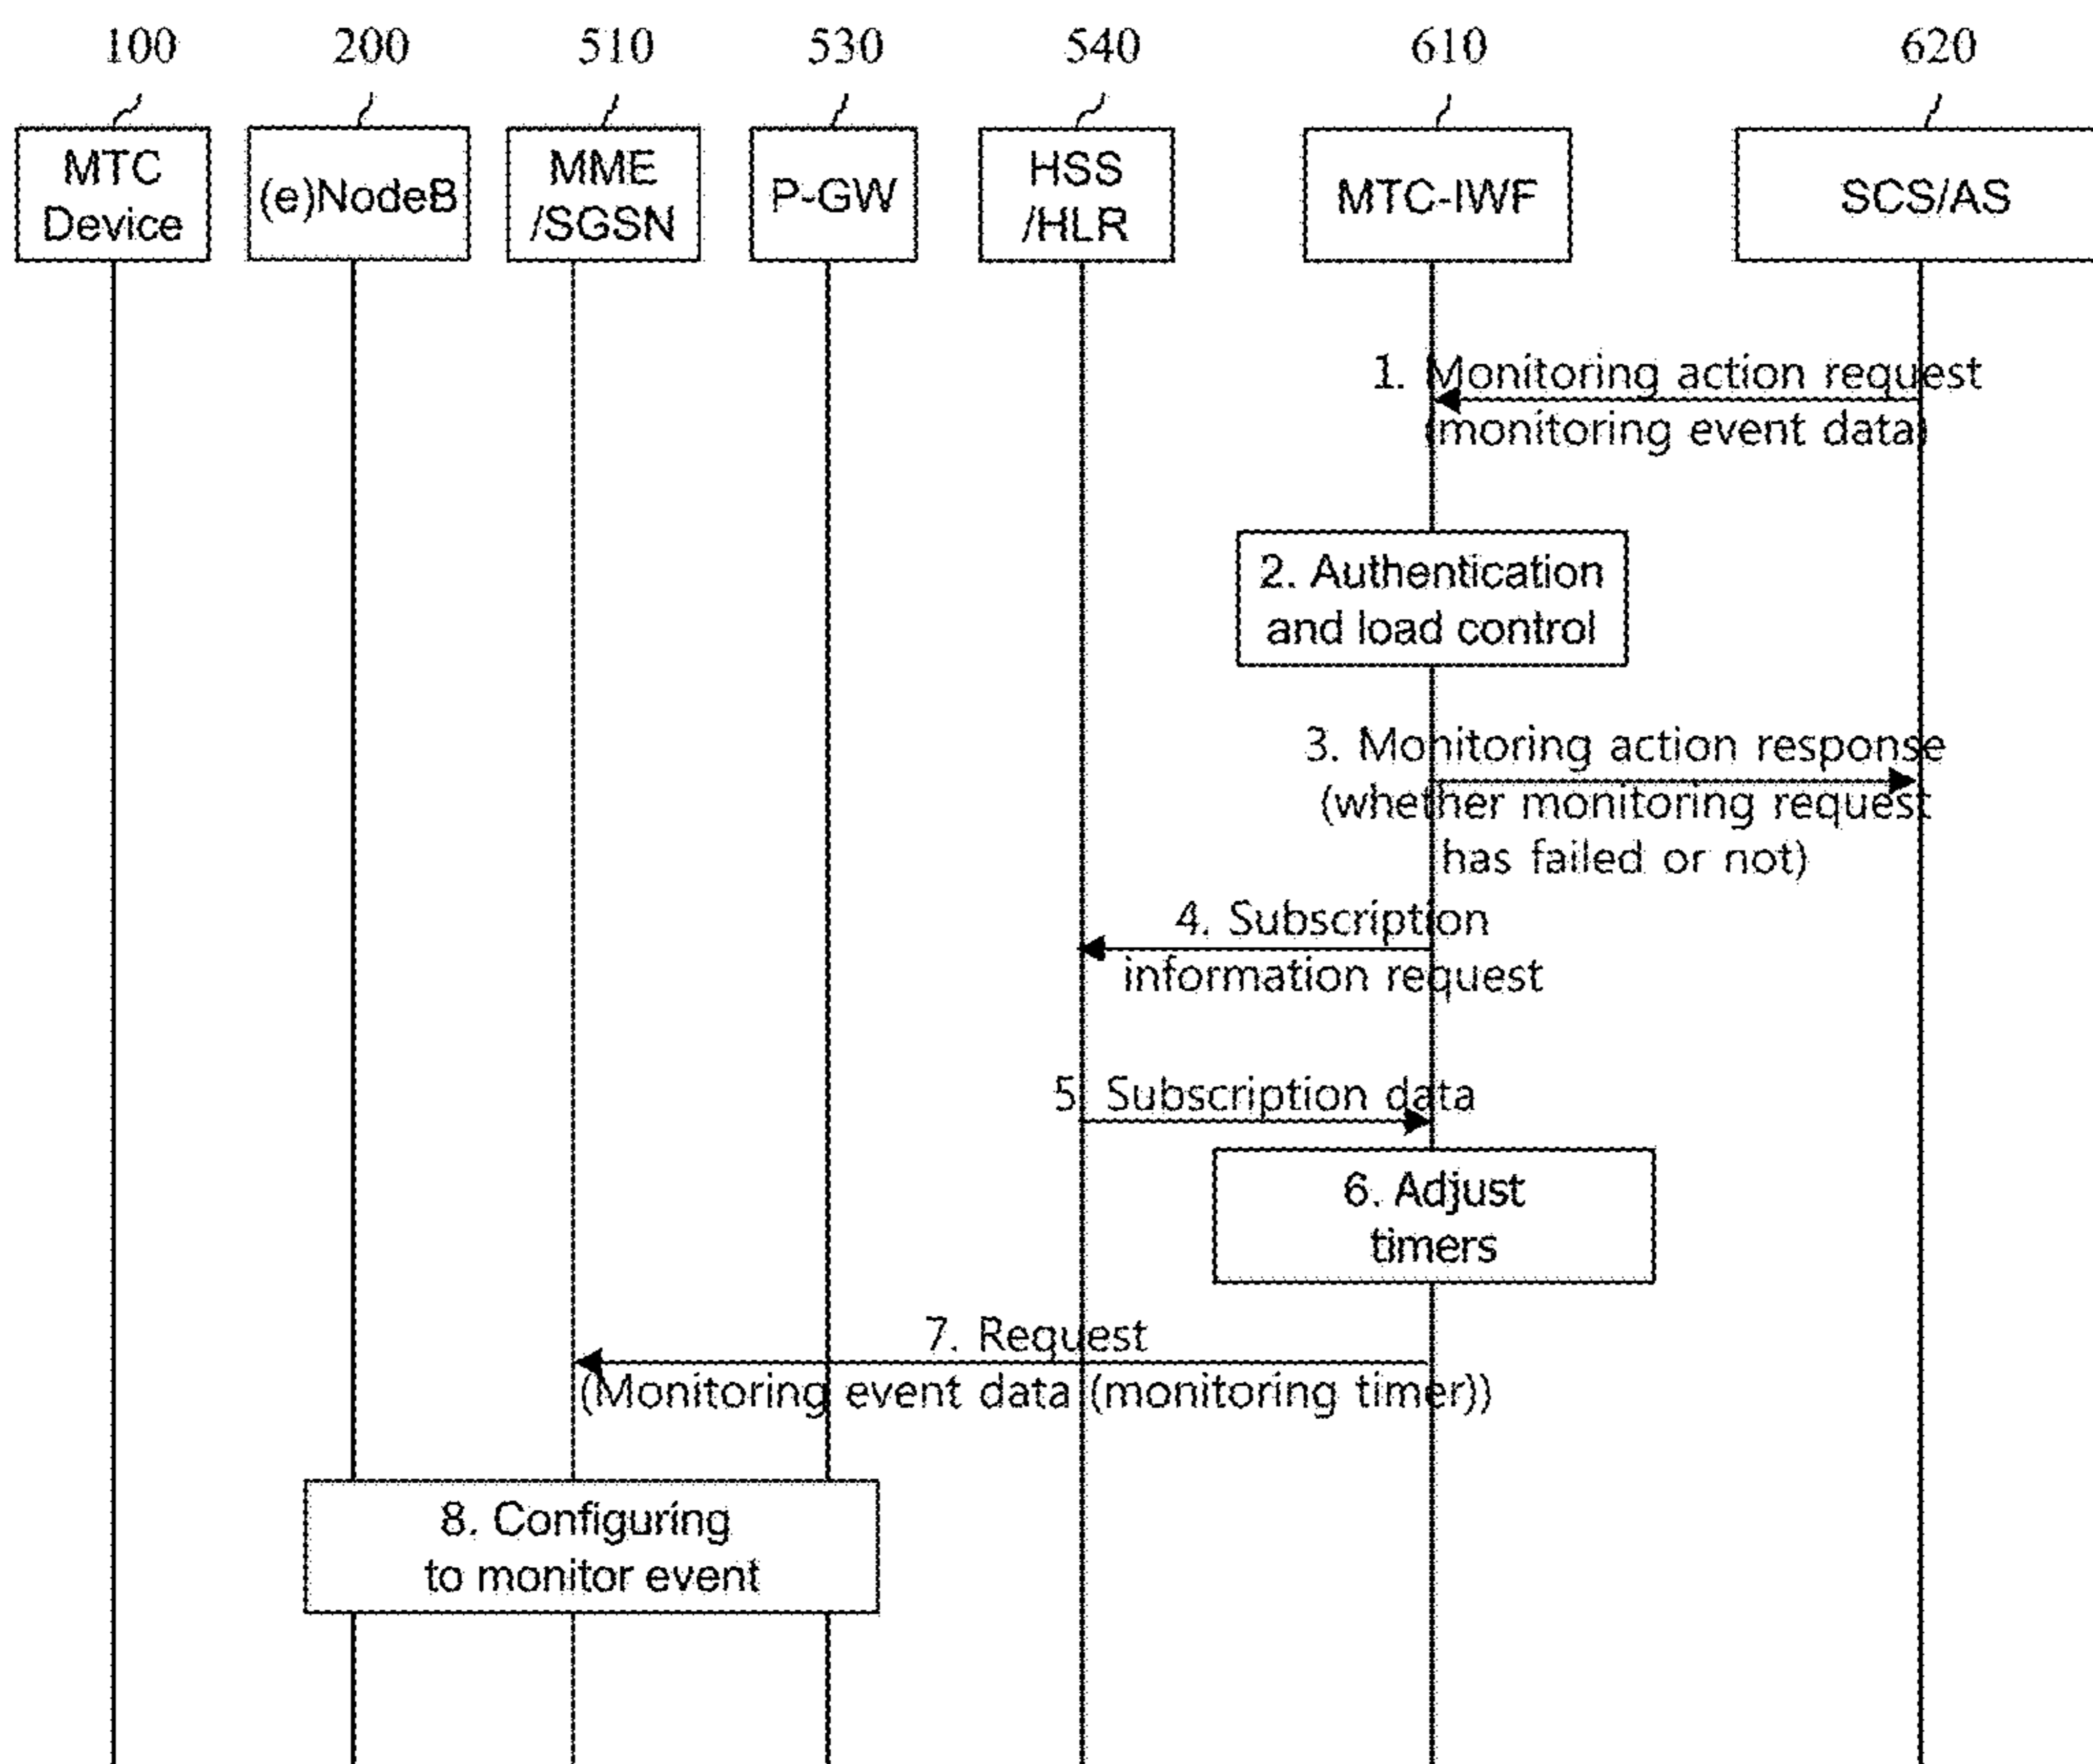 100 200 510 530 540 610 620
MTC
Device
(e)NodeB
MME
/SGSN
P-GW
HSS
/HLR
MTC-IWF
SCS/AS
1. Monitoring action request
(monitoring event data)
2. Authentication
and load control
3. Monitoring action response
(whether monitoring request
has failed or not)
4. Subscription
information request
5. Subscription data
6. Adjust
timers
7. Request
(Monitoring event data (monitoring timer))
8. Configuring
to monitor event